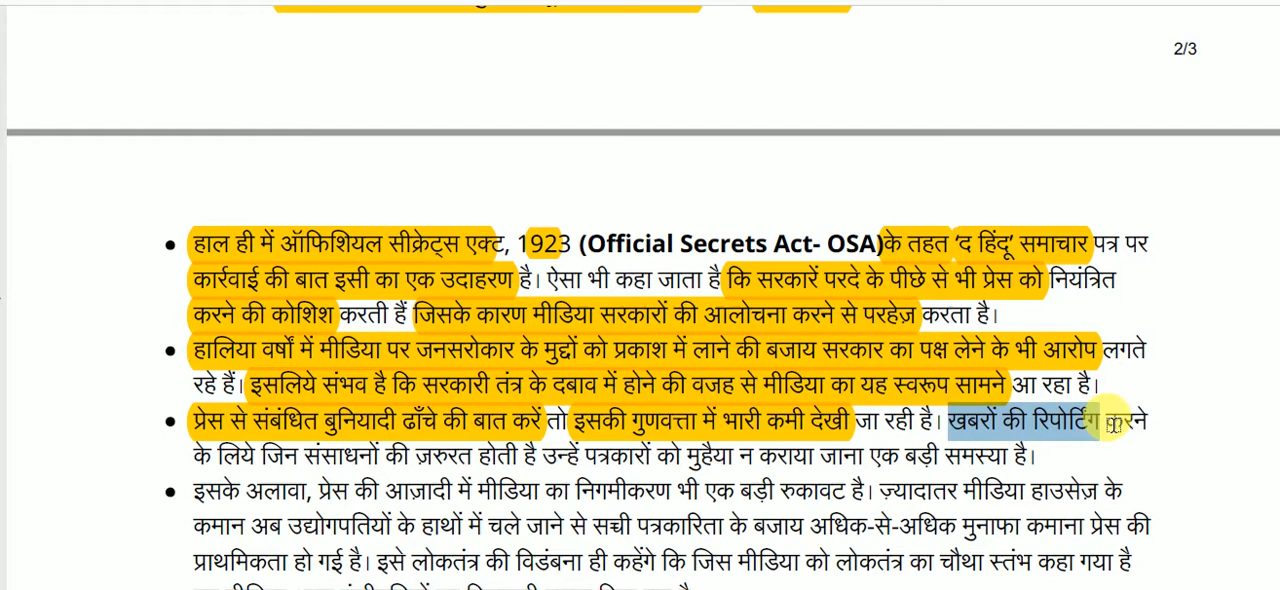 2/3
हाल ही में ऑफिशियल सीक्रेट्स एक्ट, 1923 (Official Secrets Act- OSA)के तहत ‘द हिंदू’ समाचार पत्र पर
कार्रवाई की बात इसी का एक उदाहरण है। ऐसा भी कहा जाता है कि सरकारें परदे के पीछे से भी प्रेस को नियंत्रित
करने की कोशिश करती हैं जिसके कारण मीडिया सरकारों की आलोचना करने से परहेज़ करता है।
हालिया वर्षों में मीडिया पर जनसरोकार के मुद्दों को प्रकाश में लाने की बजाय सरकार का पक्ष लेने के भी आरोप लगते
रहे हैं। इसलिये संभव है कि सरकारी तंत्र के दबाव में होने की वजह से मीडिया का यह स्वरूप सामने आ रहा है।
प्रेस से संबंधित बुनियादी ढाँचे की बात करें तो इसकी गुणवत्ता में भारी कमी देखी जा रही है। खबरों की रिपोर्टिंग करने
के लिये जिन संसाधनों की ज़रुरत होती है उन्हें पत्रकारों को मुहैया न कराया जाना एक बड़ी समस्या है।
इसके अलावा, प्रेस की आज़ादी में मीडिया का निगमीकरण भी एक बड़ी रुकावट है। ज़्यादातर मीडिया हाउसेज़ के
कमान अब उद्योगपतियों के हाथों में चले जाने से सच्ची पत्रकारिता के बजाय अधिक-से-अधिक मुनाफा कमाना प्रेस की
प्राथमिकता हो गई है। इसे लोकतंत्र की विडंबना ही कहेंगे कि जिस मीडिया को लोकतंत्र का चौथा स्तंभ कहा गया है